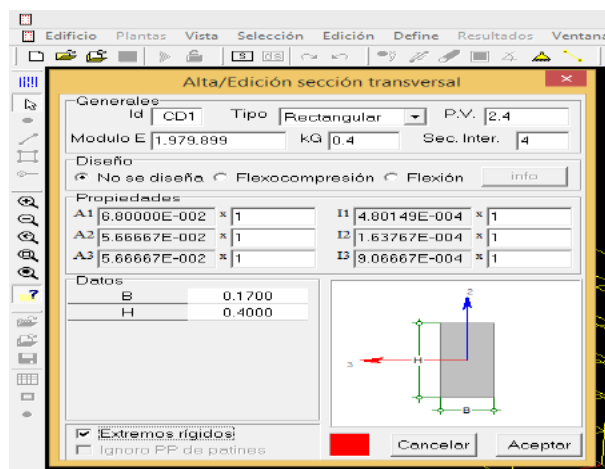 Edificio Plantas Vista Selección Edición Define Resultados Ventana
Alta/Edición sección transversal
Generales
Id CD1 Tipo Rectangular P.V. 2.4
Modulo E 1.979.899 kG 0.4 Sec. Inter. 4
Diseño
No se diseña Flexocompresión Flexión info
Propiedades
A1 6.80000E-002 x 1 I1 4.80149E-004 x 1
A2 5.66667E-002 x 1 I2 1.63767E-004 x 1
A3 5.66667E-002 x 1 I3 9.06667E-004 x 1
Datos
B 0.1700
H 0.4000
2
3
H
B
Extremos rígidos
Ignoro PP de patines
Cancelar Aceptar